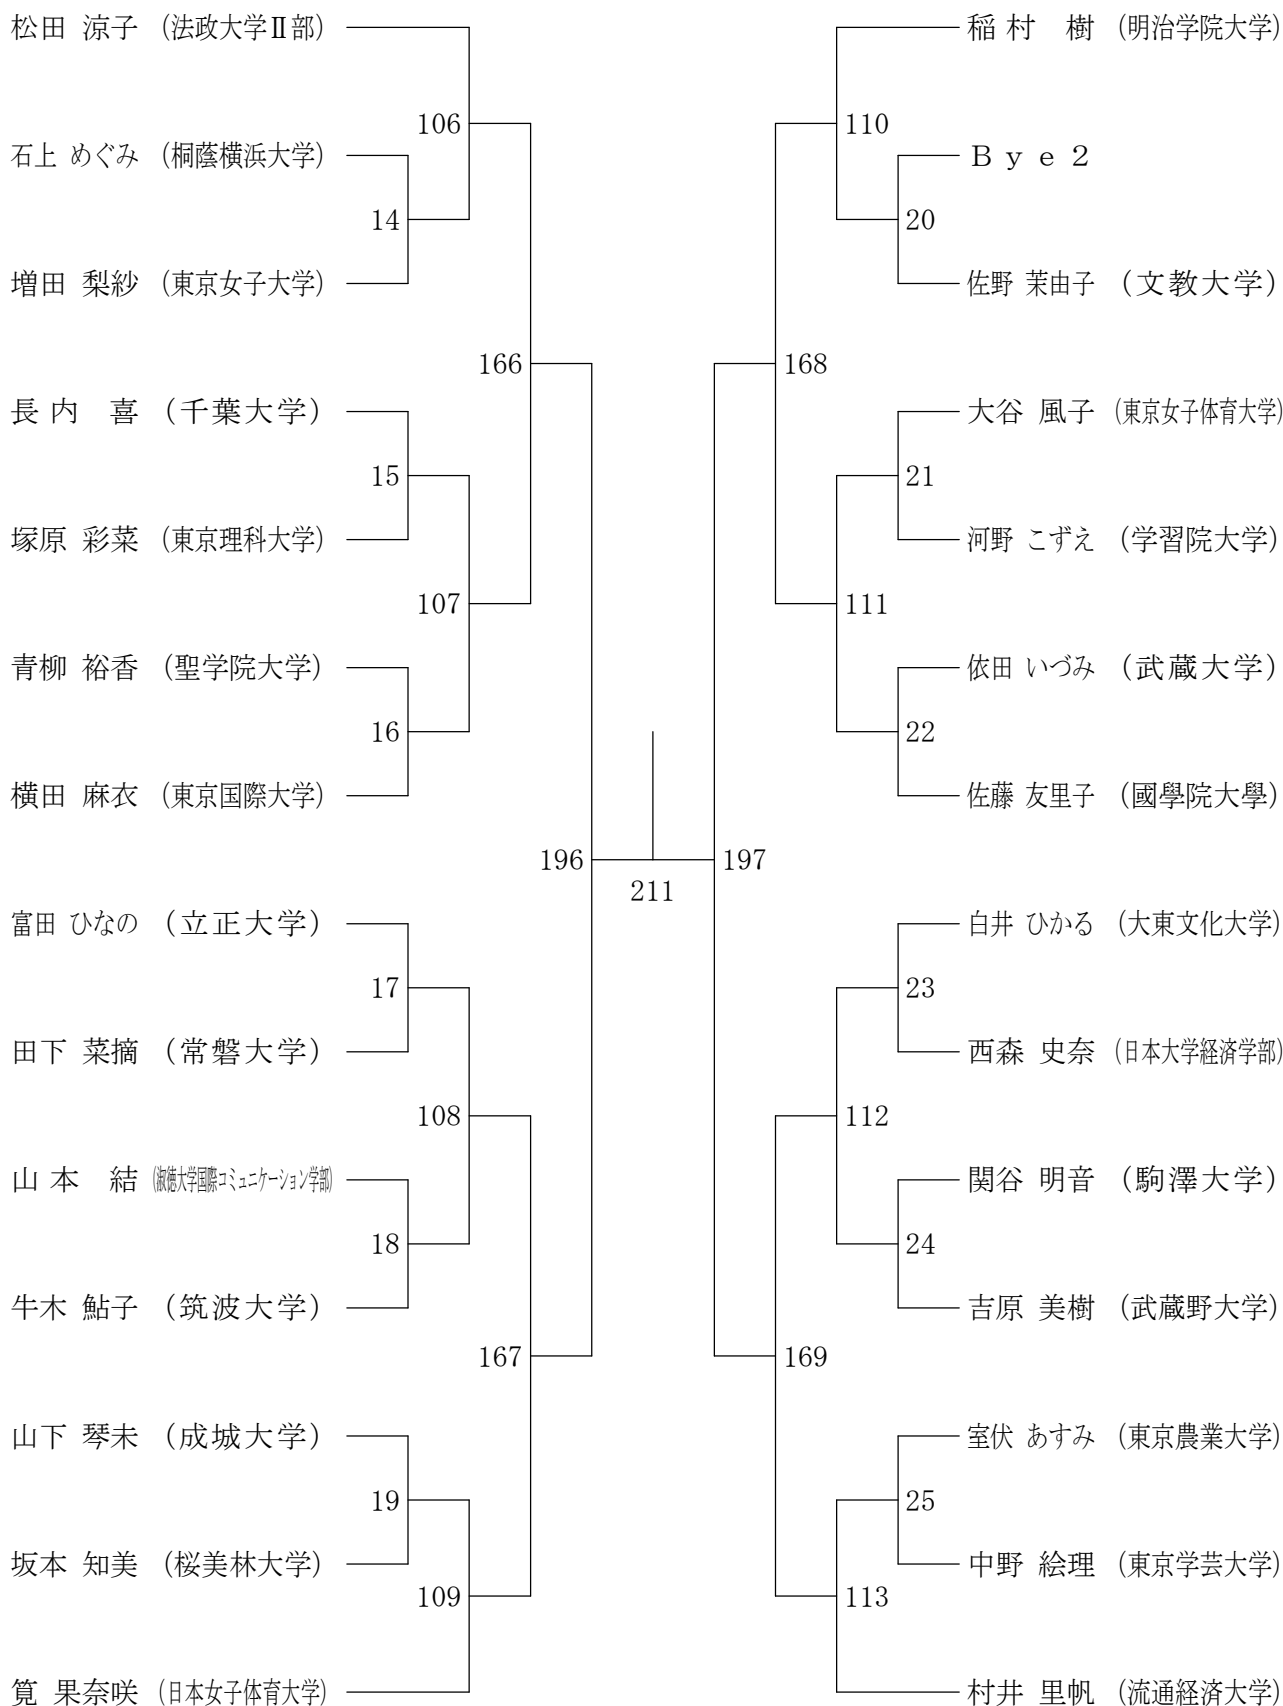 松田 涼子 (法政大学Ⅱ部)
106
石上 めぐみ (桐蔭横浜大学)
14
増田 梨紗 (東京女子大学)
166
長内 喜 (千葉大学)
15
塚原 彩菜 (東京理科大学)
107
青柳 裕香 (聖学院大学)
16
横田 麻衣 (東京国際大学)
196
富田 ひなの (立正大学)
17
田下 菜摘 (常磐大学)
108
山本 結 (淑徳大学国際コミュニケーション学部)
18
牛木 鮎子 (筑波大学)
167
山下 琴未 (成城大学)
19
坂本 知美 (桜美林大学)
109
筧 果奈咲 (日本女子体育大学)
211
稲村 樹 (明治学院大学)
110
Bye2
20
佐野 茉由子 (文教大学)
168
大谷 風子 (東京女子体育大学)
21
河野 こずえ (学習院大学)
111
依田 いづみ (武蔵大学)
22
佐藤 友里子 (國學院大學)
197
白井 ひかる (大東文化大学)
23
西森 史奈 (日本大学経済学部)
112
関谷 明音 (駒澤大学)
24
吉原 美樹 (武蔵野大学)
169
室伏 あすみ (東京農業大学)
25
中野 絵理 (東京学芸大学)
113
村井 里帆 (流通経済大学)